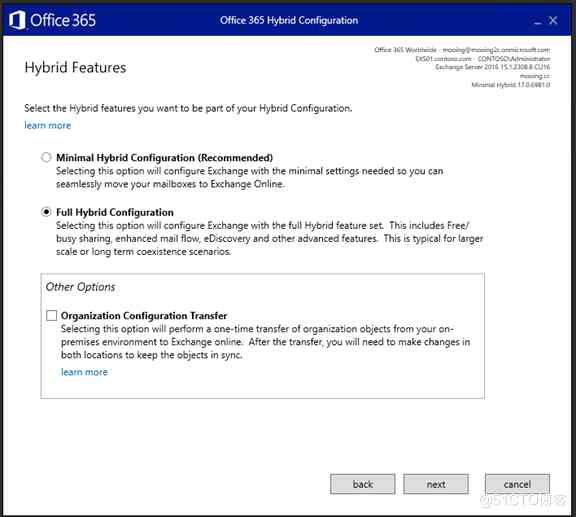 Office 365
Office 365 Hybrid Configuration
Office 365 Worldwide - mooing@mooing2c.onmicrosoft.com
EXS01.contoso.com - CONTOSO\Administrator
Exchange Server 2016 15.1.2308.8 CU16
mooing.cc
Minimal Hybrid 17.0.6981.0
Hybrid Features
Select the Hybrid features you want to be part of your Hybrid Configuration.
learn more
Minimal Hybrid Configuration (Recommended)
Selecting this option will configure Exchange with the minimal settings needed so you can
seamlessly move your mailboxes to Exchange Online.
Full Hybrid Configuration
Selecting this option will configure Exchange with the full Hybrid feature set. This includes Free/
busy sharing, enhanced mail flow, eDiscovery and other advanced features. This is typical for larger
scale or long term coexistence scenarios.
Other Options
Organization Configuration Transfer
Selecting this option will perform a one-time transfer of organization objects from your on-
premises environment to Exchange online. After the transfer, you will need to make changes in
both locations to keep the objects in sync.
learn more
back
next
cancel
@51CTO博客